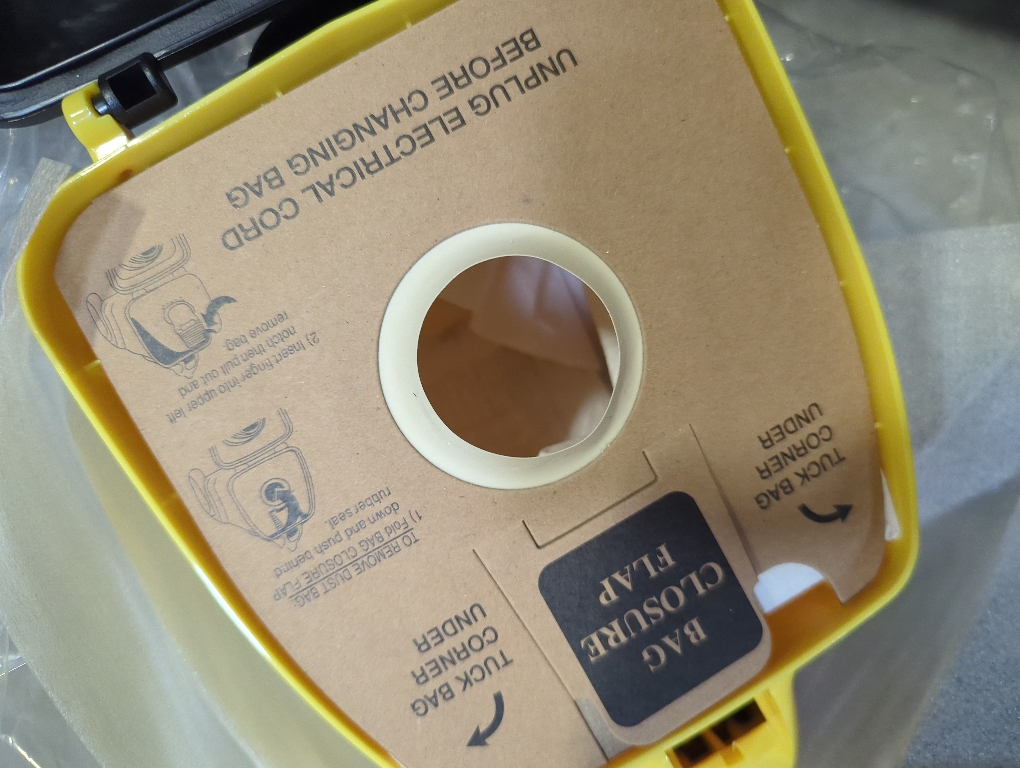 BAG
CLOSURE
FLAP
TUCK BAG
CORNER
UNDER
TUCK BAG
CORNER
UNDER
TO REMOVE DUST BAG:
1) Fold BAG CLOSURE FLAP
down and push behind
rubber seal.
2) Insert finger into upper left
notch then pull out and
remove bag.
UNPLUG ELECTRICAL CORD
BEFORE CHANGING BAG